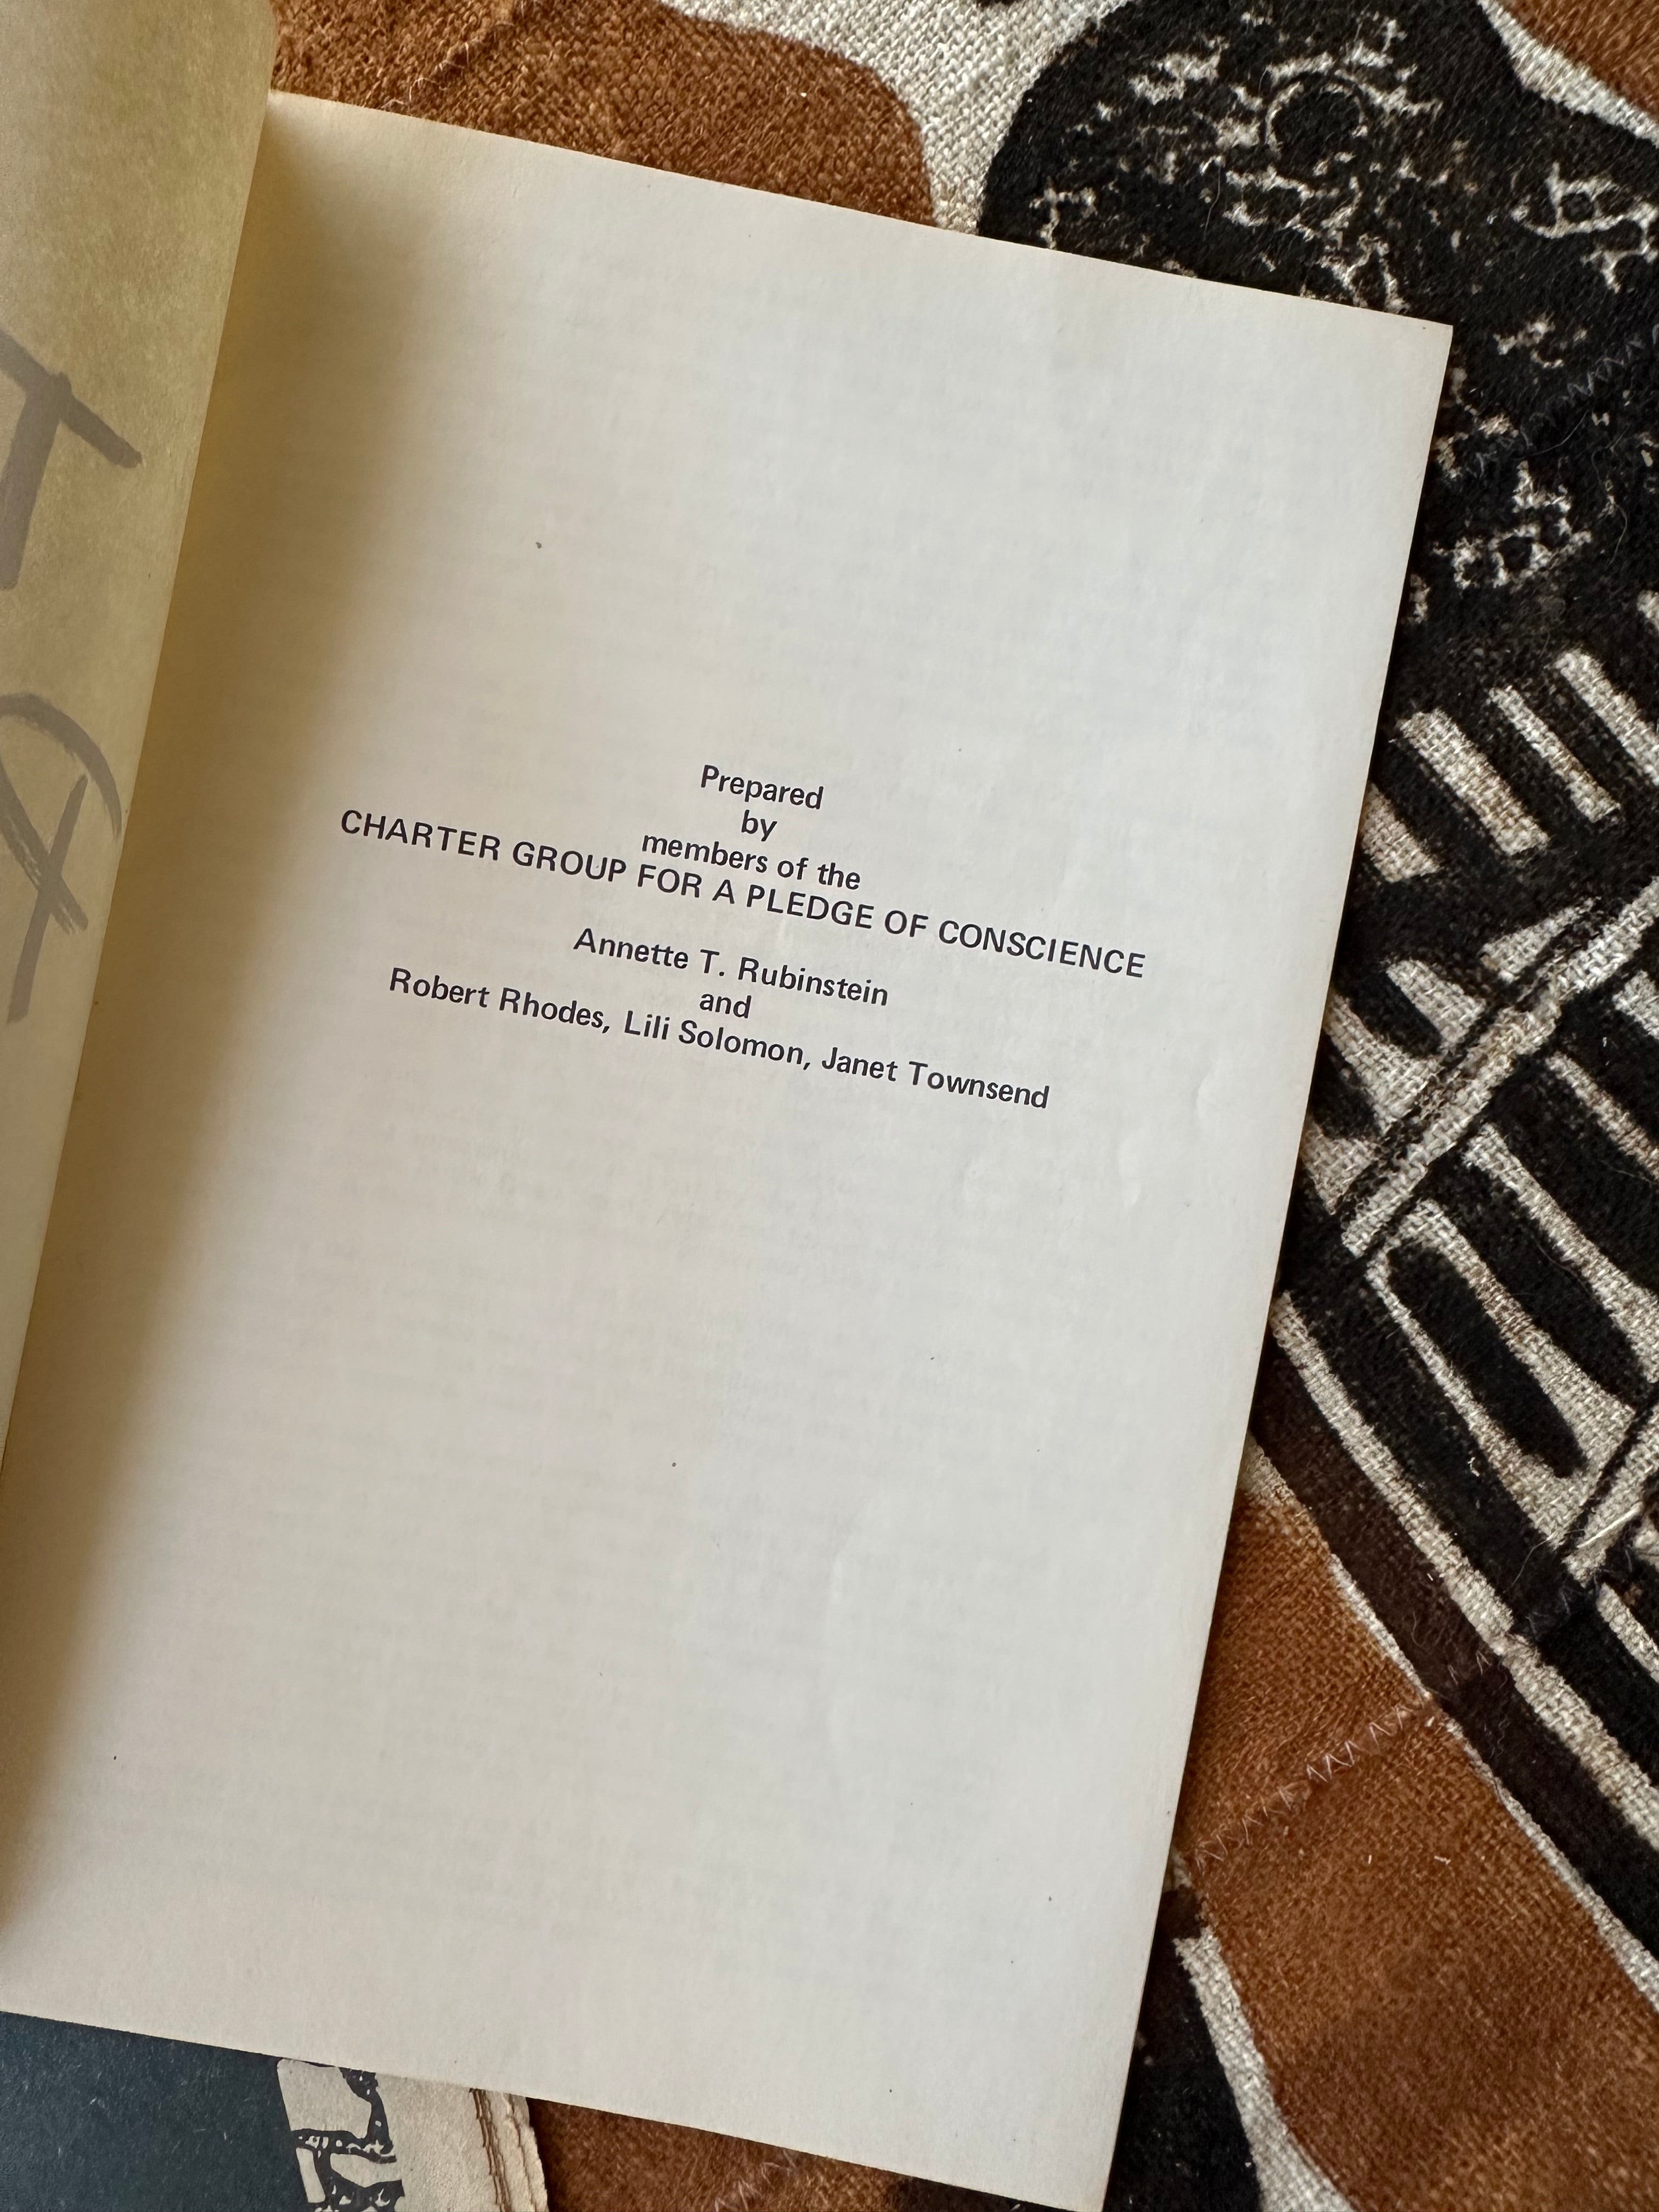 Prepared
by
members of the
CHARTER GROUP FOR A PLEDGE OF CONSCIENCE
Annette T. Rubinstein
and
Robert Rhodes, Lili Solomon, Janet Townsend